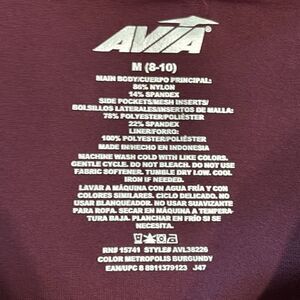 AVIA®
M (8-10)
MAIN BODY/CUERPO PRINCIPAL:
86% NYLON
14% SPANDEX
SIDE POCKETS/MESH INSERTS/
BOLSILLOS LATERALES/INSERTOS DE MALLA:
78% POLYESTER/POLIÉSTER
22% SPANDEX
LINER/FORRO:
100% POLYESTER/POLIÉSTER
MADE IN/HECHO EN INDONESIA
MACHINE WASH COLD WITH LIKE COLORS,
GENTLE CYCLE. DO NOT BLEACH. DO NOT USE
FABRIC SOFTENER. TUMBLE DRY LOW. COOL
IRON IF NEEDED.
LAVAR A MÁQUINA CON AGUA FRÍA Y CON
COLORES SIMILARES. CICLO DELICADO. NO
USAR BLANQUEADOR. NO USAR SUAVIZANTE
PARA ROPA. SECAR EN MÁQUINA A TEMPERA-
TURA BAJA. PLANCHAR EN FRÍO SI SE
NECESITA.
RN# 15741 STYLE# AVL38226
COLOR METROPOLIS BURGUNDY
EAN/UPC 8 8911379123 J47